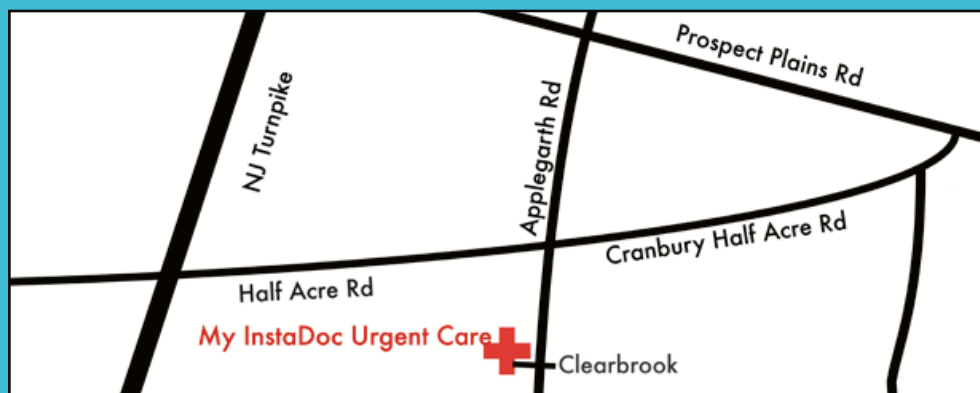 Prospect Plains Rd
NJ Turnpike
Applegarth Rd
Cranbury Half Acre Rd
Half Acre Rd
My InstaDoc Urgent Care
Clearbrook